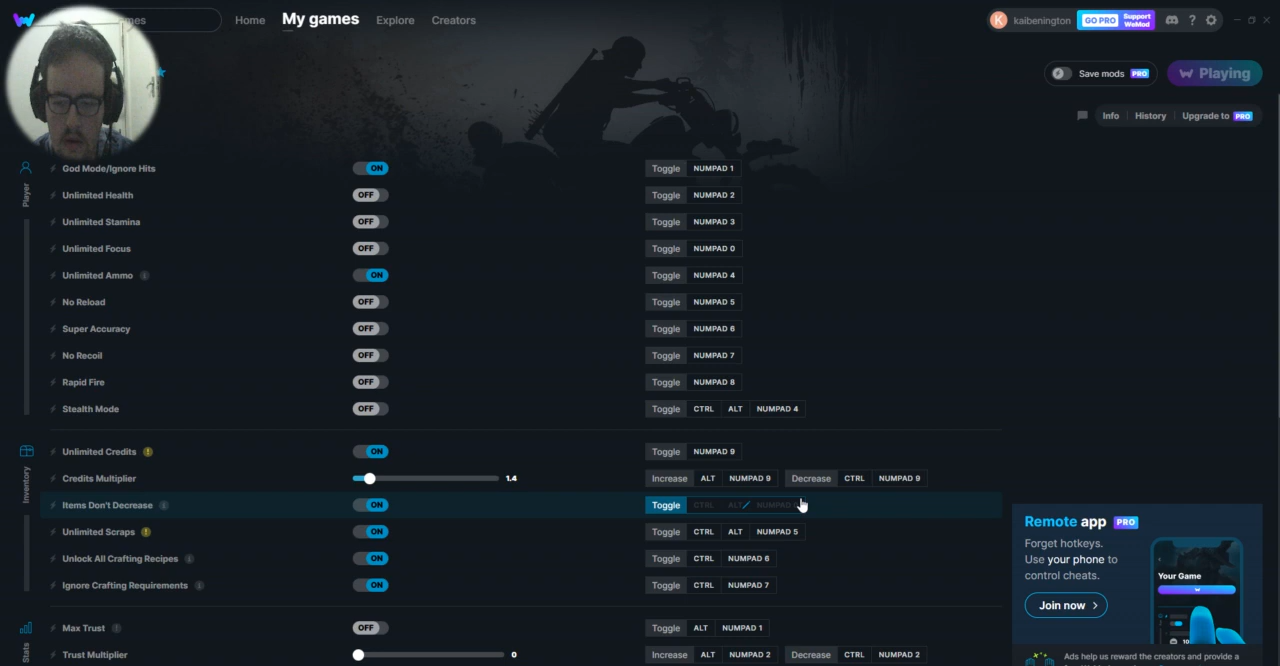 Home My games Explore Creators
kaibenington GO PRO Support WeMod ?
Save mods PRO Playing
Info History Upgrade to PRO
Player
God Mode/Ignore Hits ON Toggle NUMPAD 1
Unlimited Health OFF Toggle NUMPAD 2
Unlimited Stamina OFF Toggle NUMPAD 3
Unlimited Focus OFF Toggle NUMPAD 0
Unlimited Ammo ON Toggle NUMPAD 4
No Reload OFF Toggle NUMPAD 5
Super Accuracy OFF Toggle NUMPAD 6
No Recoil OFF Toggle NUMPAD 7
Rapid Fire OFF Toggle NUMPAD 8
Stealth Mode OFF Toggle CTRL ALT NUMPAD 4
Inventory
Unlimited Credits ON Toggle NUMPAD 9
Credits Multiplier 1.4 Increase ALT NUMPAD 9 Decrease CTRL NUMPAD 9
Items Don't Decrease ON Toggle CTRL ALT NUMPAD
Unlimited Scraps ON Toggle CTRL ALT NUMPAD 5
Unlock All Crafting Recipes ON Toggle CTRL NUMPAD 6
Ignore Crafting Requirements ON Toggle CTRL NUMPAD 7
Stats
Max Trust OFF Toggle ALT NUMPAD 1
Trust Multiplier 0 Increase ALT NUMPAD 2 Decrease CTRL NUMPAD 2
Remote app PRO
Forget hotkeys.
Use your phone to
control cheats.
Join now >
Your Game
Ads help us reward the creators and provide a